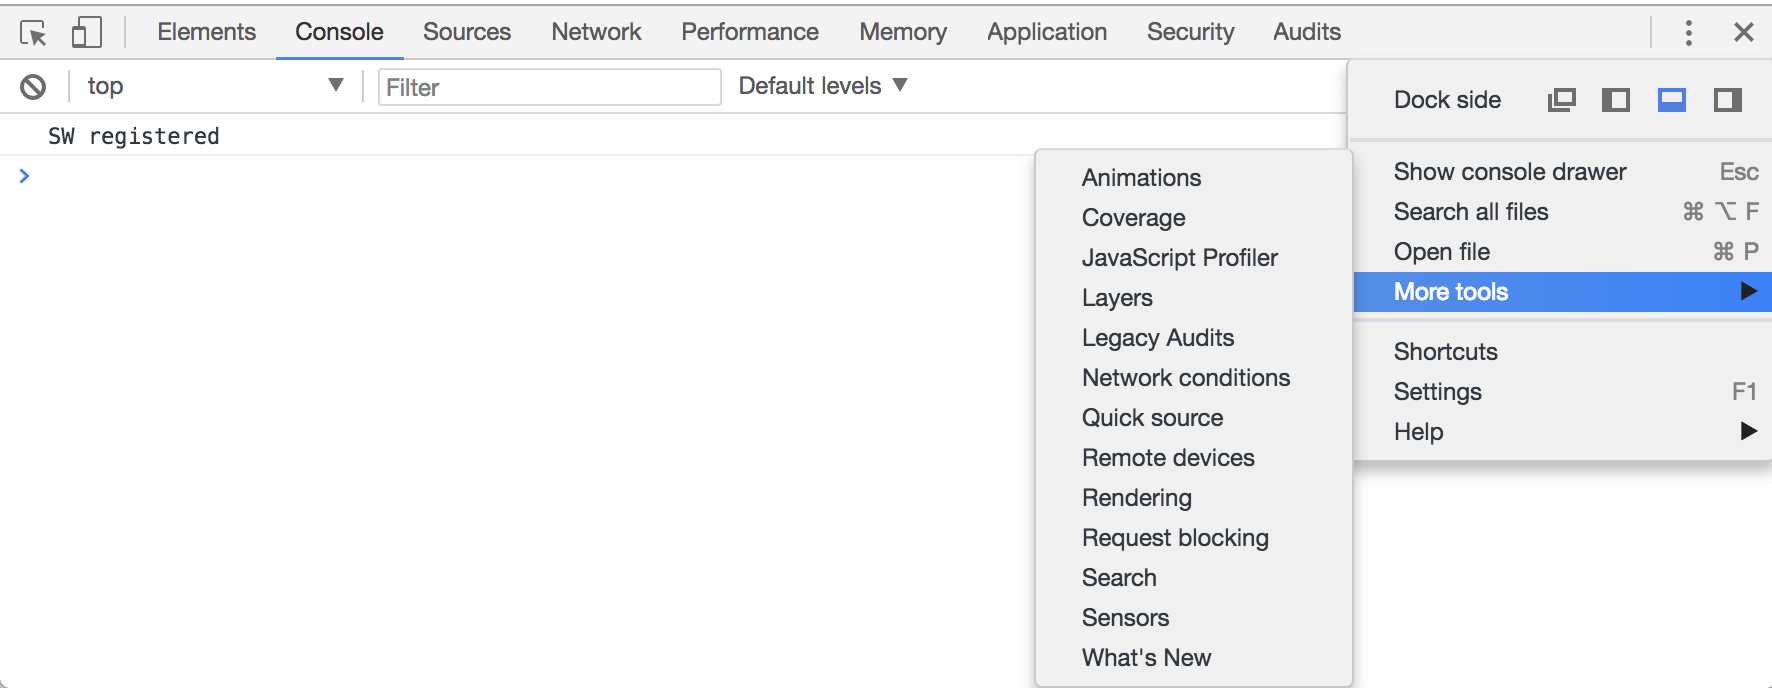 Elements Console Sources Network Performance Memory Application Security Audits
top Filter Default levels
SW registered
Dock side
Show console drawer Esc
Search all files ⌘ ⌥ F
Open file ⌘ P
More tools
Shortcuts
Settings F1
Help
Animations
Coverage
JavaScript Profiler
Layers
Legacy Audits
Network conditions
Quick source
Remote devices
Rendering
Request blocking
Search
Sensors
What's New